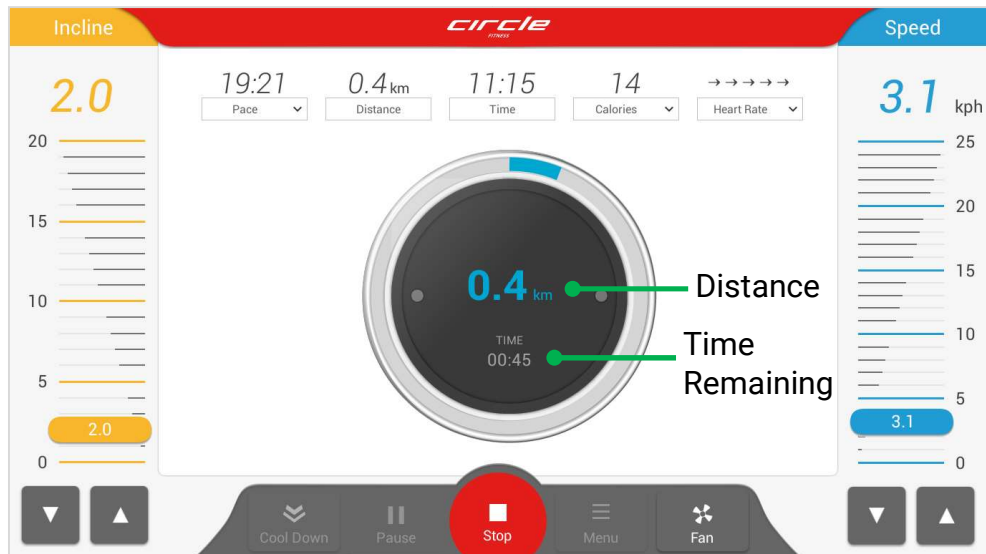 Incline
circle
FITNESS
Speed
2.0
19:21
0.4 km
11:15
14
→→→→→
3.1 kph
Pace
Distance
Time
Calories
Heart Rate
20
15
10
5
2.0
0
25
20
15
10
5
3.1
0
0.4 km
Distance
TIME
00:45
Time
Remaining
Cool Down
Pause
Stop
Menu
Fan